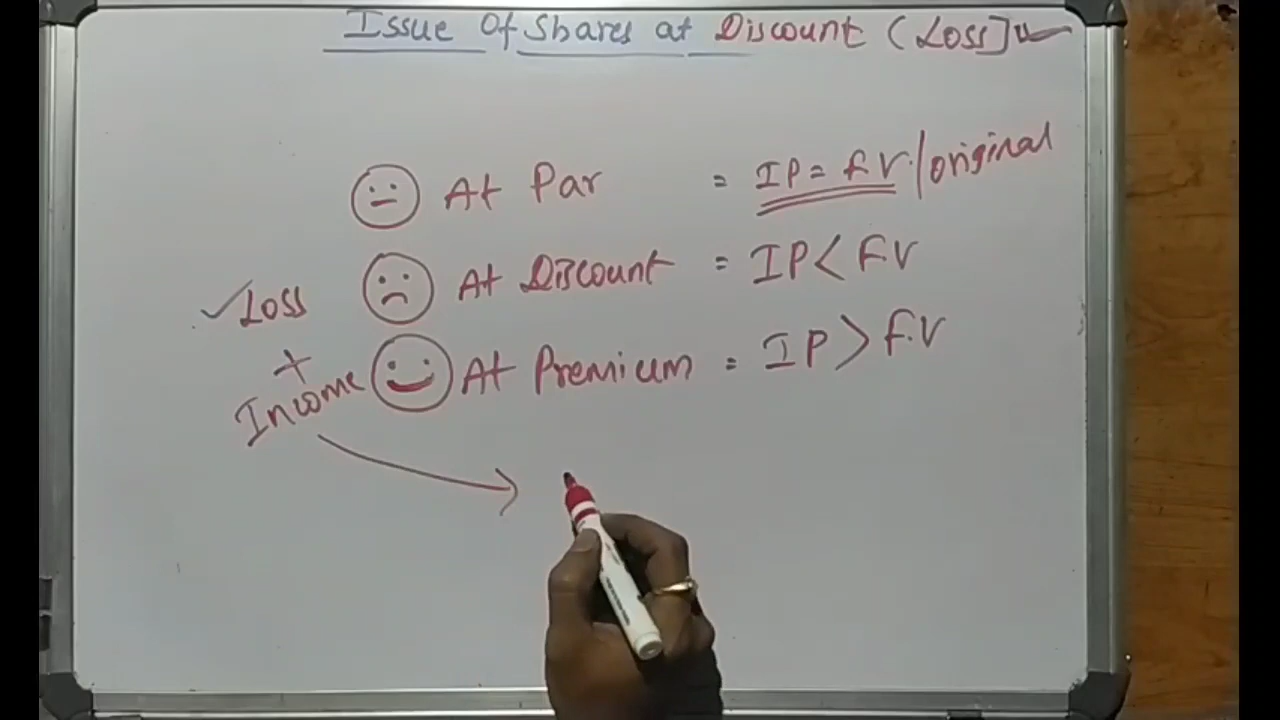 Issue Of Shares at Discount (Loss]
At Par = IP = F.V./original
At Discount = IP < F.V
Loss
At Premium = IP > F.V
+
Income